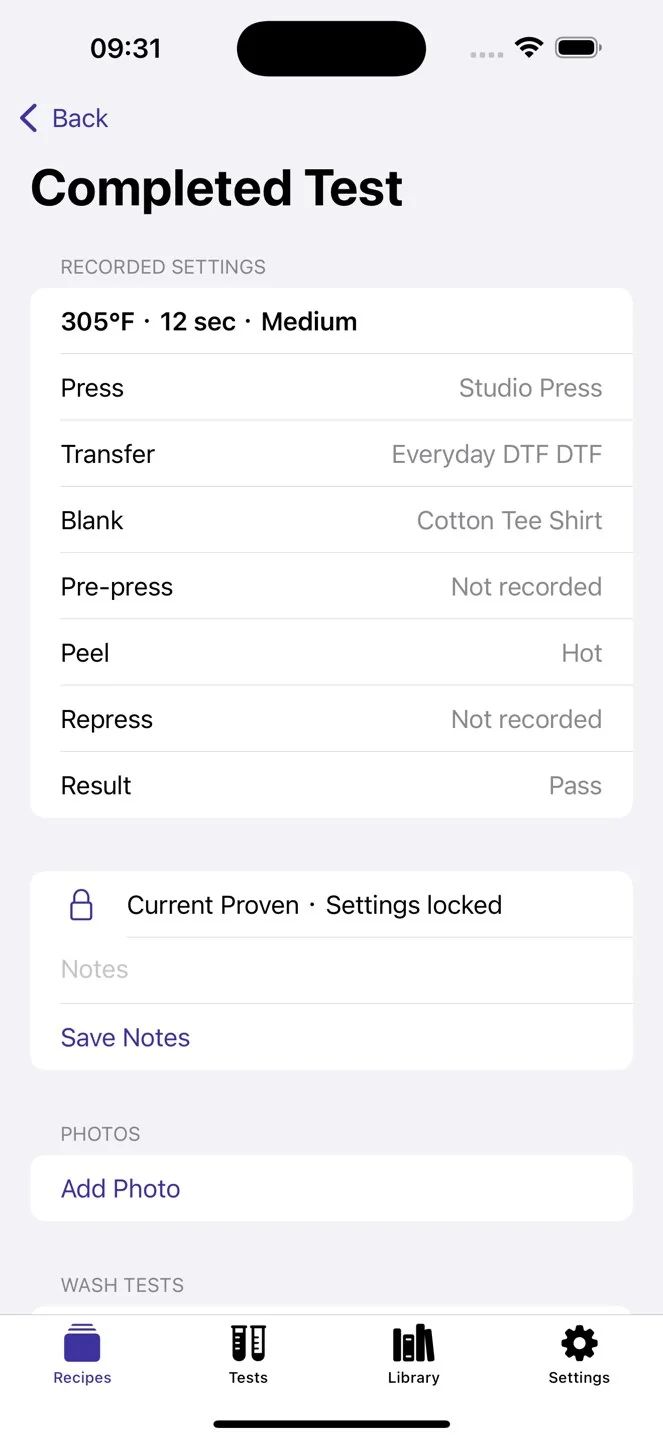 09:31
Back
Completed Test
RECORDED SETTINGS
305°F · 12 sec · Medium
Press Studio Press
Transfer Everyday DTF DTF
Blank Cotton Tee Shirt
Pre-press Not recorded
Peel Hot
Repress Not recorded
Result Pass
Current Proven · Settings locked
Notes
Save Notes
PHOTOS
Add Photo
WASH TESTS
Recipes Tests Library Settings